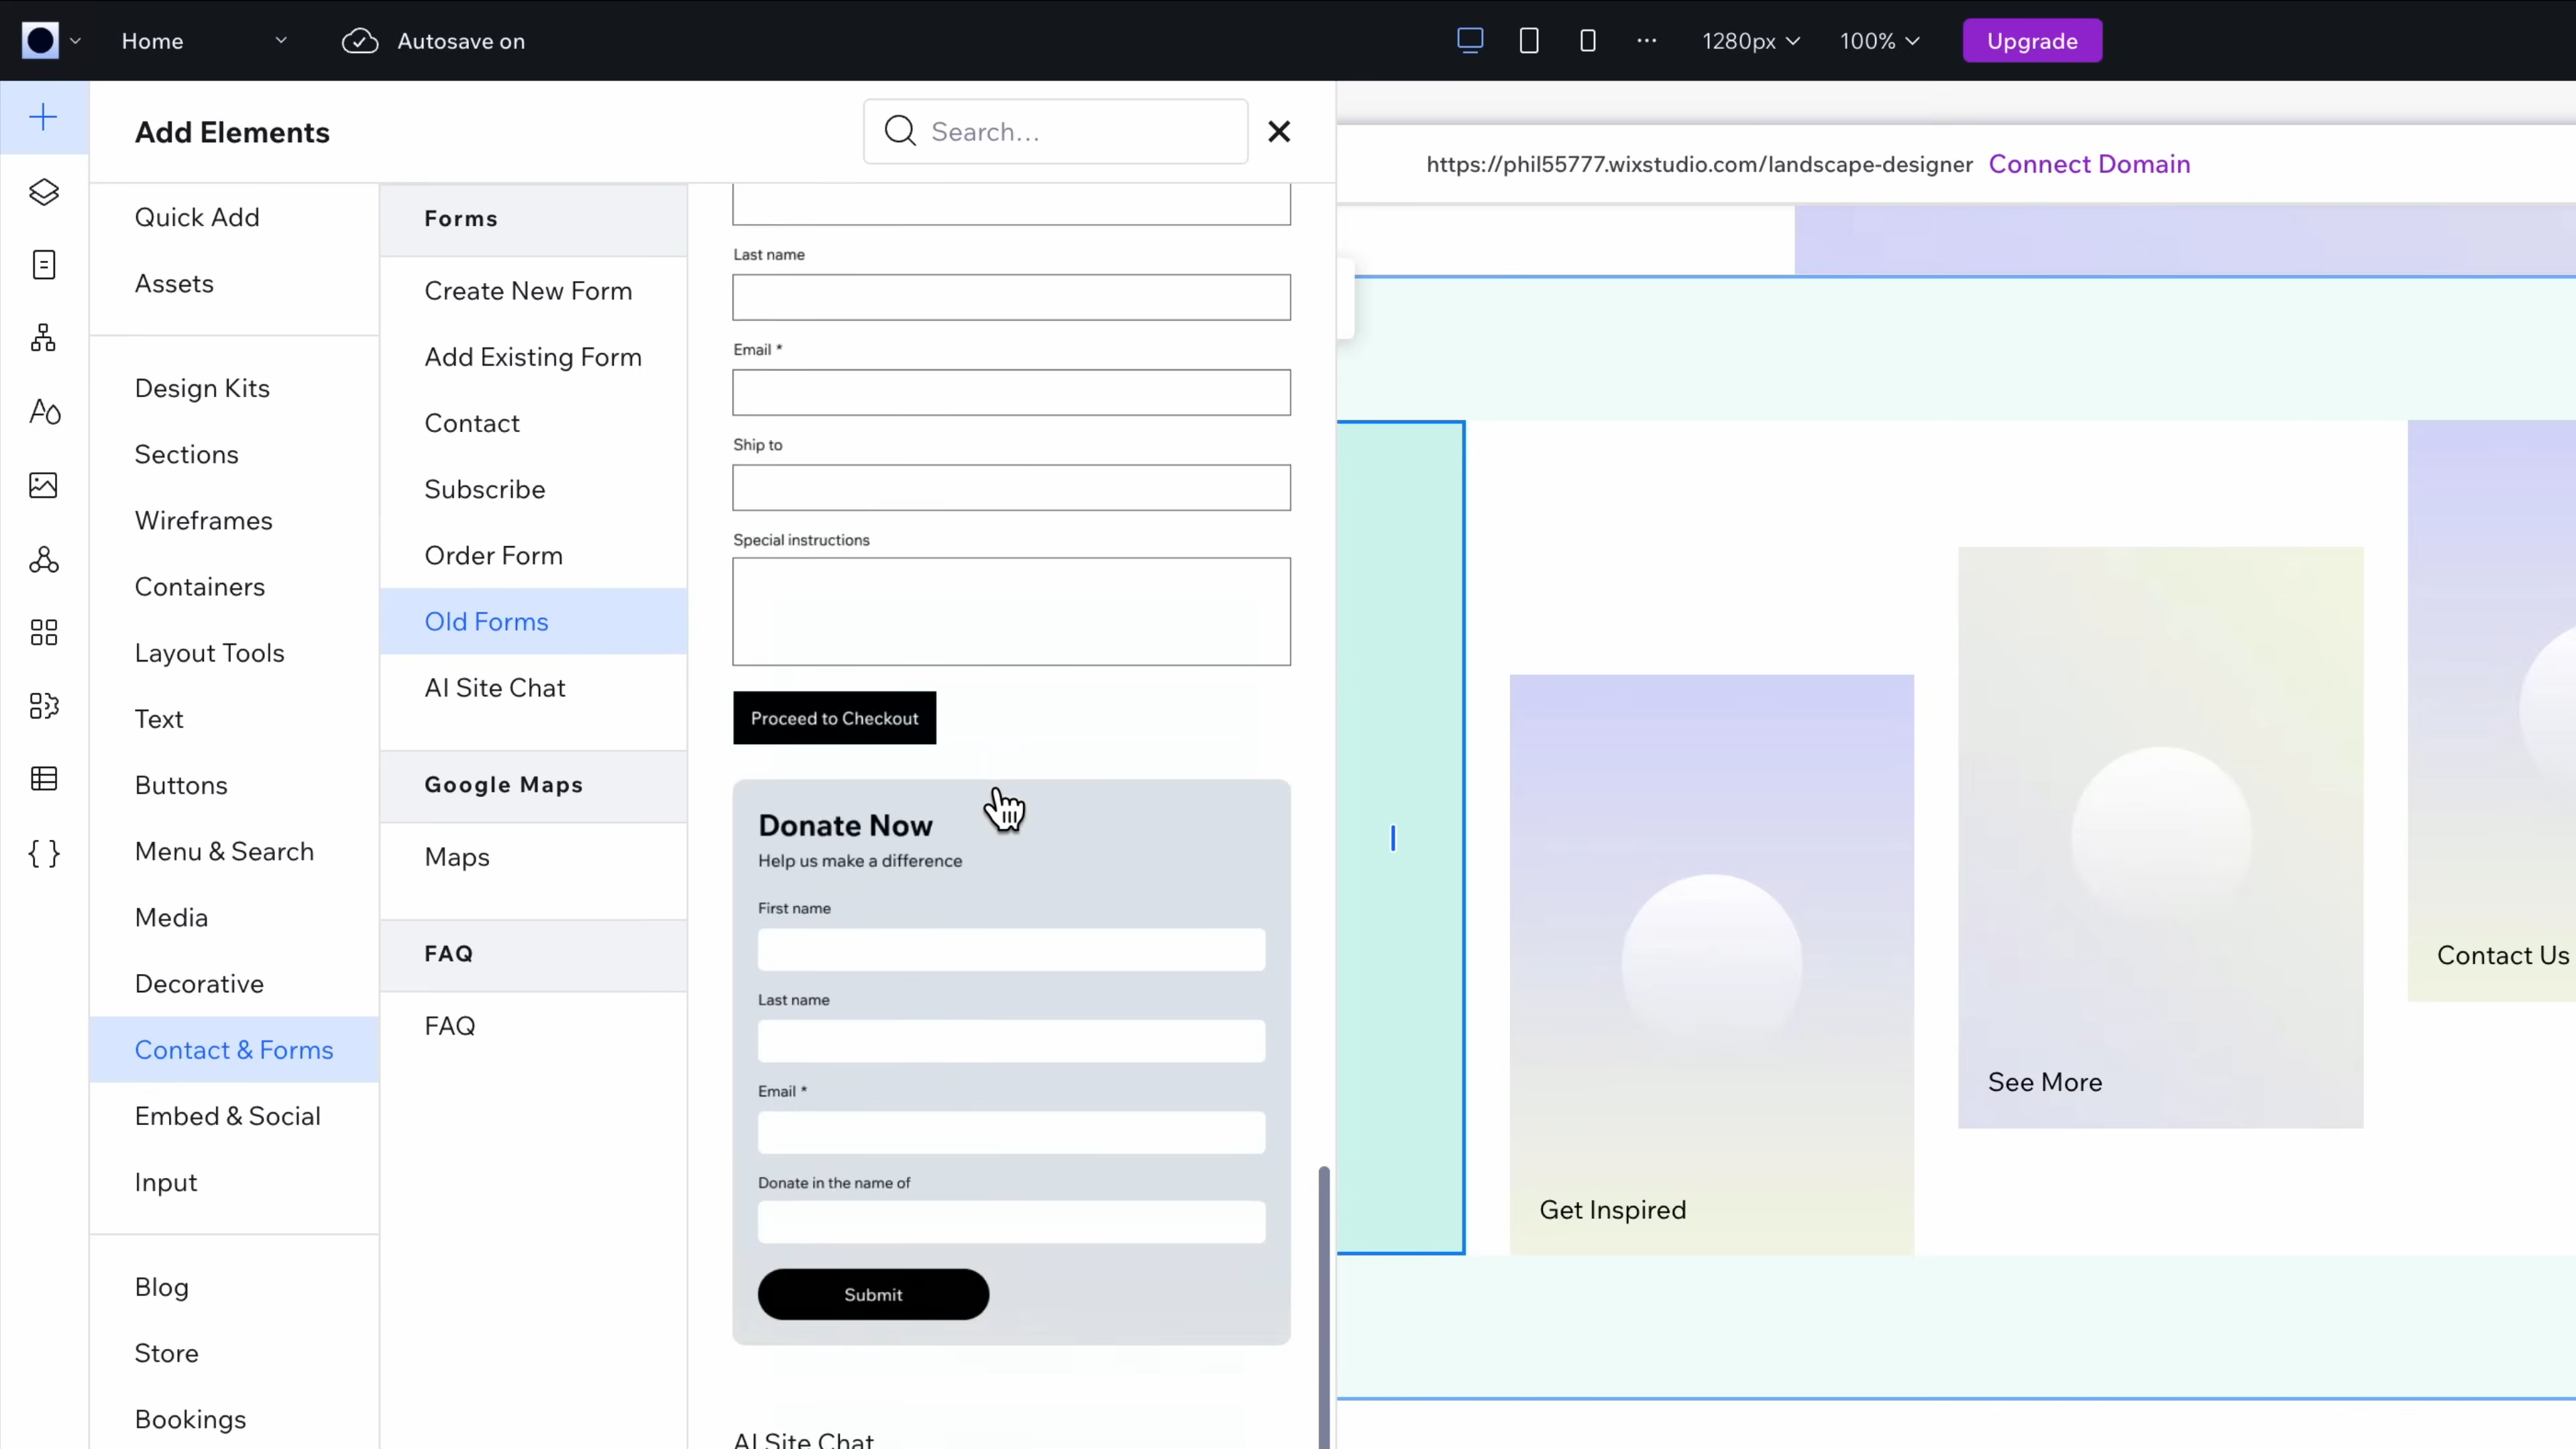 Home
Autosave on
1280px
100%
Upgrade
Add Elements
Search...
https://phil55777.wixstudio.com/landscape-designer
Connect Domain
Quick Add
Assets
Design Kits
Sections
Wireframes
Containers
Layout Tools
Text
Buttons
Menu & Search
Media
Decorative
Contact & Forms
Embed & Social
Input
Blog
Store
Bookings
Forms
Create New Form
Add Existing Form
Contact
Subscribe
Order Form
Old Forms
AI Site Chat
Google Maps
Maps
FAQ
FAQ
Last name
Email *
Ship to
Special instructions
Proceed to Checkout
Donate Now
Help us make a difference
First name
Last name
Email *
Donate in the name of
Submit
AI Site Chat
Get Inspired
See More
Contact Us